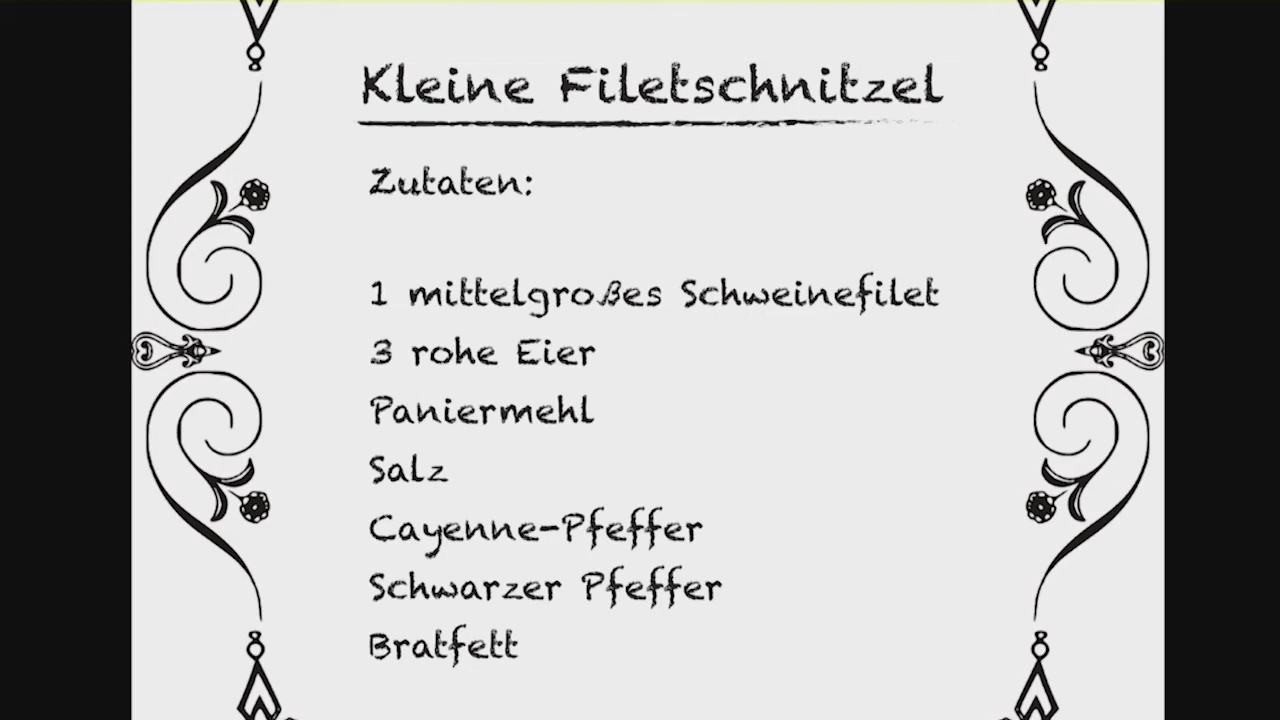 Kleine Filetschnitzel
Zutaten:
1 mittelgroßes Schweinefilet
3 rohe Eier
Paniermehl
Salz
Cayenne-Pfeffer
Schwarzer Pfeffer
Bratfett